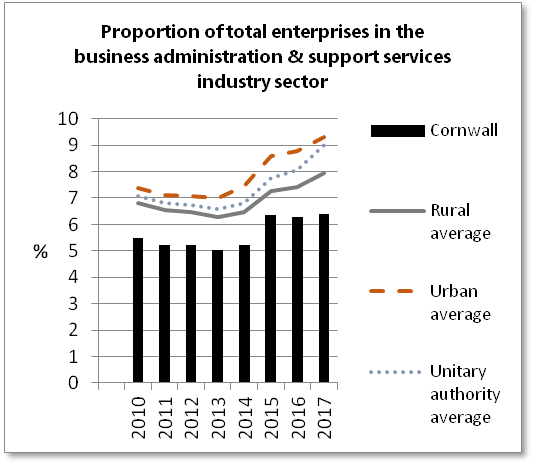 Proportion of total enterprises in the
business administration & support services
industry sector
10
9
8
7
6
5
4
3
2
1
0
%
2010
2011
2012
2013
2014
2015
2016
2017
Cornwall
Rural
average
Urban
average
Unitary
authority
average